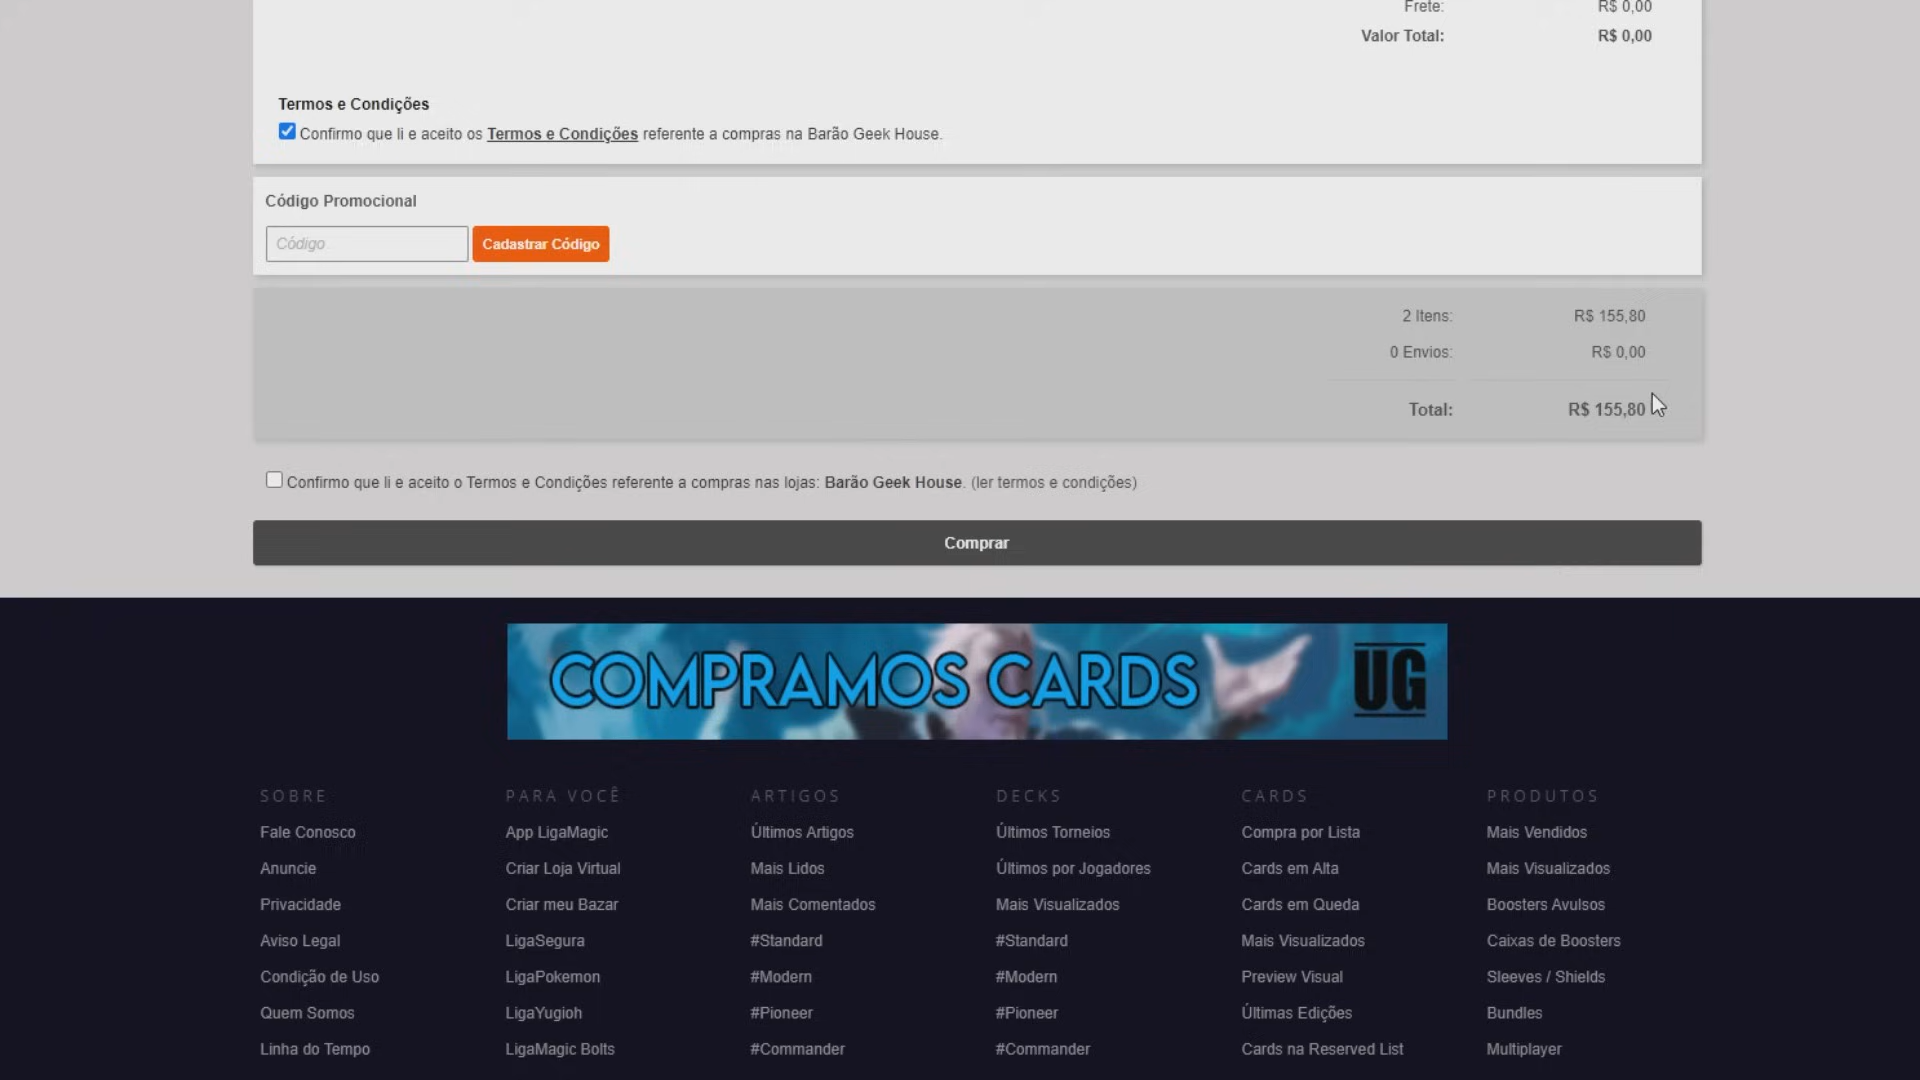 Frete: R$ 0,00
Valor Total: R$ 0,00
Termos e Condições
Confirmo que li e aceito os Termos e Condições referente a compras na Barão Geek House.
Código Promocional
Código
Cadastrar Código
2 Itens: R$ 155,80
0 Envios: R$ 0,00
Total: R$ 155,80
Confirmo que li e aceito o Termos e Condições referente a compras nas lojas: Barão Geek House. (ler termos e condições)
Comprar
COMPRAMOS CARDS UG
SOBRE
Fale Conosco
Anuncie
Privacidade
Aviso Legal
Condição de Uso
Quem Somos
Linha do Tempo
PARA VOCÊ
App LigaMagic
Criar Loja Virtual
Criar meu Bazar
LigaSegura
LigaPokemon
LigaYugioh
LigaMagic Bolts
ARTIGOS
Últimos Artigos
Mais Lidos
Mais Comentados
#Standard
#Modern
#Pioneer
#Commander
DECKS
Últimos Torneios
Últimos por Jogadores
Mais Visualizados
#Standard
#Modern
#Pioneer
#Commander
CARDS
Compra por Lista
Cards em Alta
Cards em Queda
Mais Visualizados
Preview Visual
Últimas Edições
Cards na Reserved List
PRODUTOS
Mais Vendidos
Mais Visualizados
Boosters Avulsos
Caixas de Boosters
Sleeves / Shields
Bundles
Multiplayer